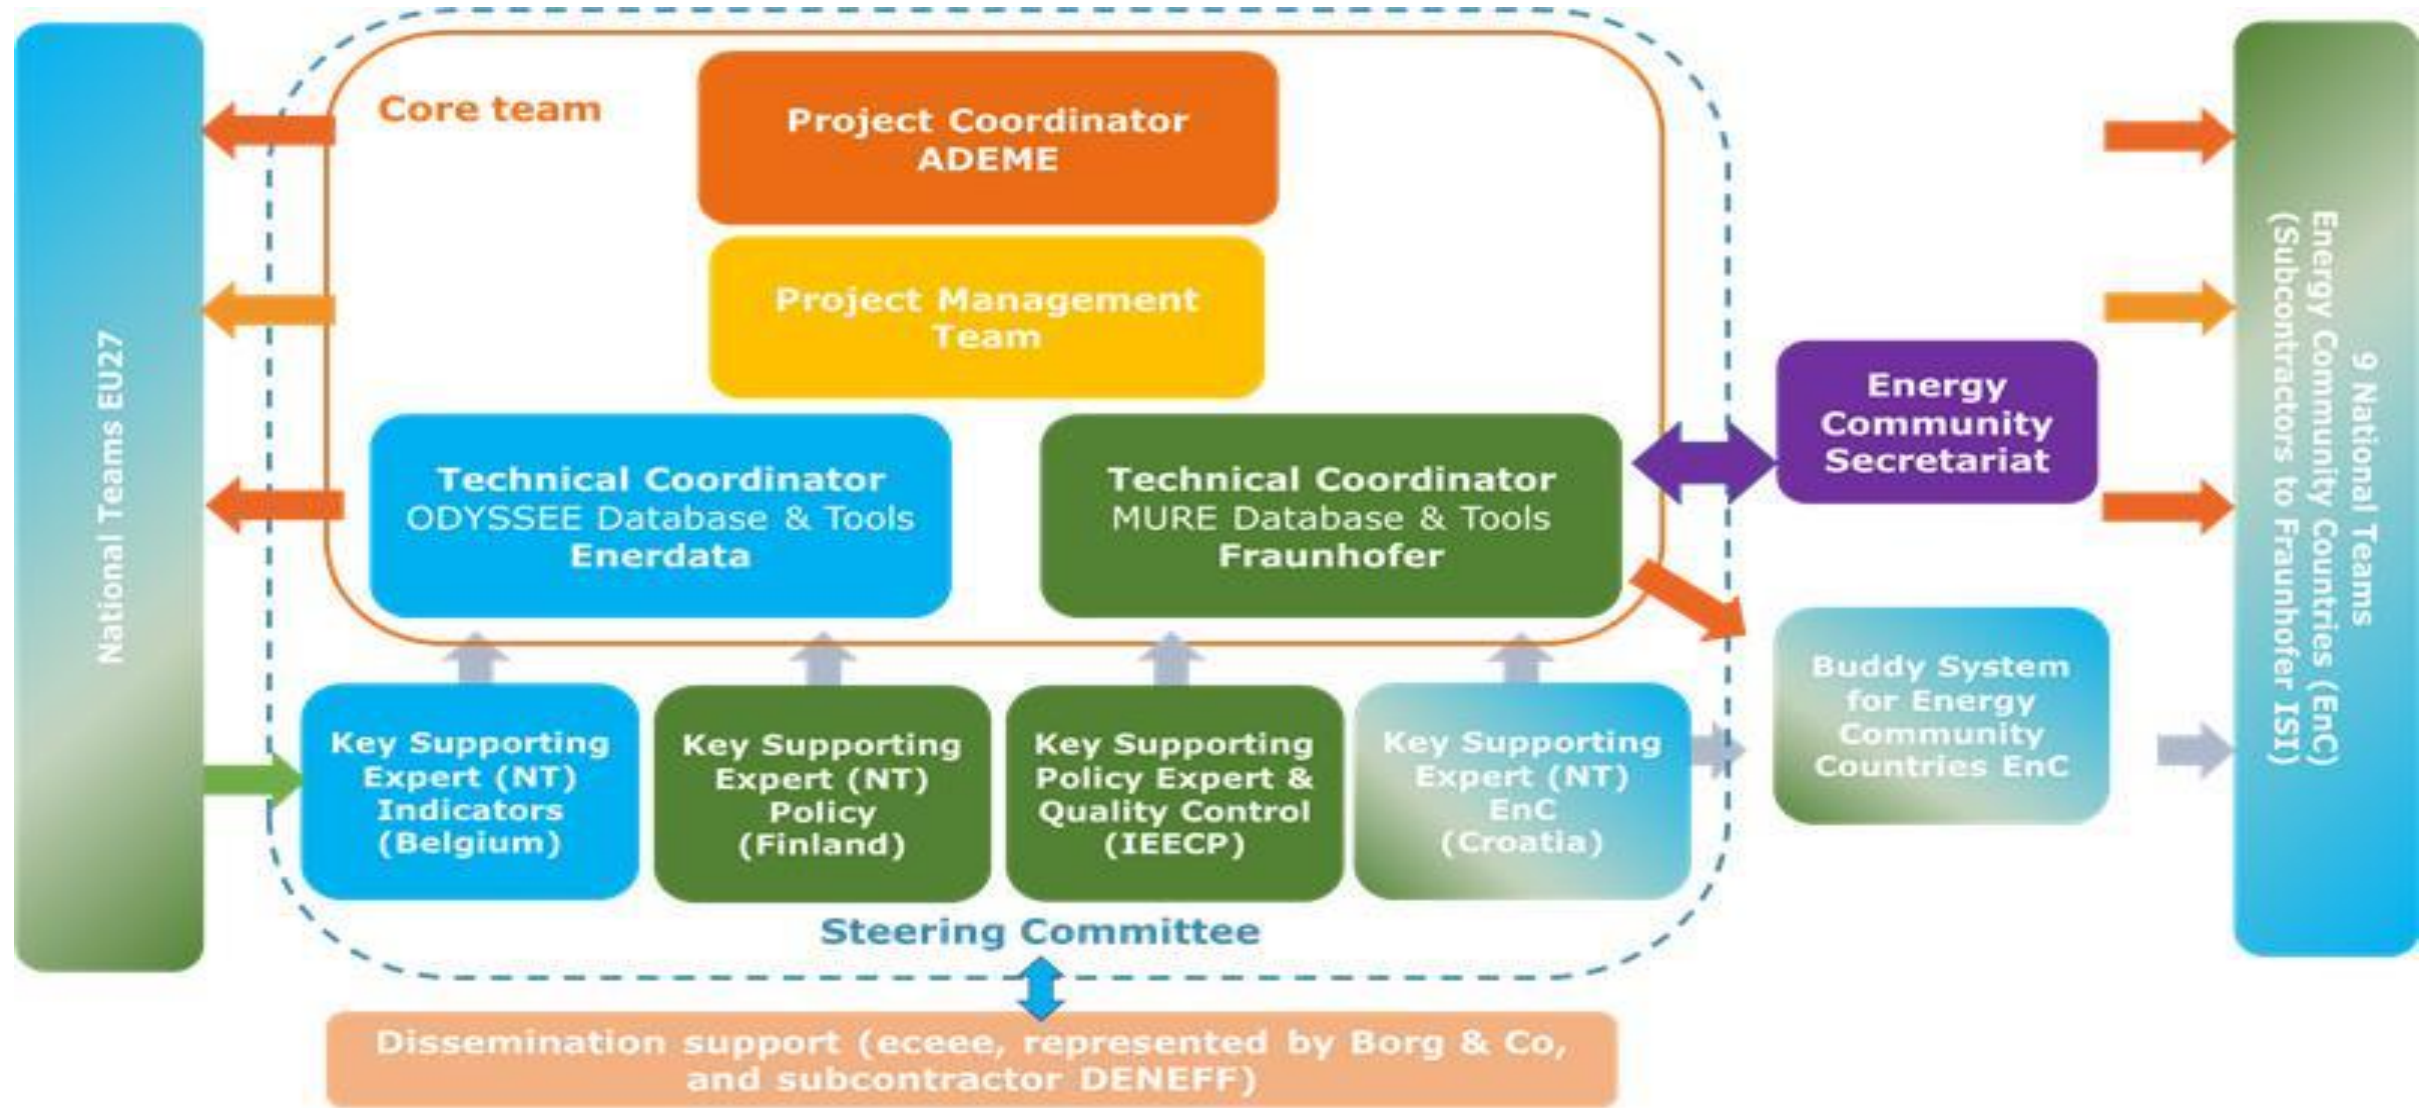 Core team
Project Coordinator
ADEME
Project Management
Team
Technical Coordinator
ODYSSEE Database & Tools
Enerdata
Technical Coordinator
MURE Database & Tools
Fraunhofer
Energy
Community
Secretariat
National Teams EU27
9 National Teams
Energy Community Countries (EnC)
(Subcontractors to Fraunhofer ISI)
Key Supporting
Expert (NT)
Indicators
(Belgium)
Key Supporting
Expert (NT)
Policy
(Finland)
Key Supporting
Policy Expert &
Quality Control
(IEECP)
Key Supporting
Expert (NT)
EnC
(Croatia)
Buddy System
for Energy
Community
Countries EnC
Steering Committee
Dissemination support (eceee, represented by Borg & Co,
and subcontractor DENEFF)